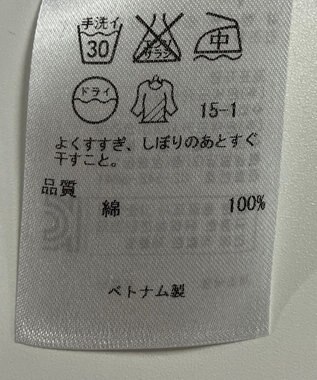 手洗イ
30
エンソ
サラシ
中
ドライ
15-1
よくすすぎ、しぼりのあとすぐ
干すこと。
品質
綿 100%
ベトナム製